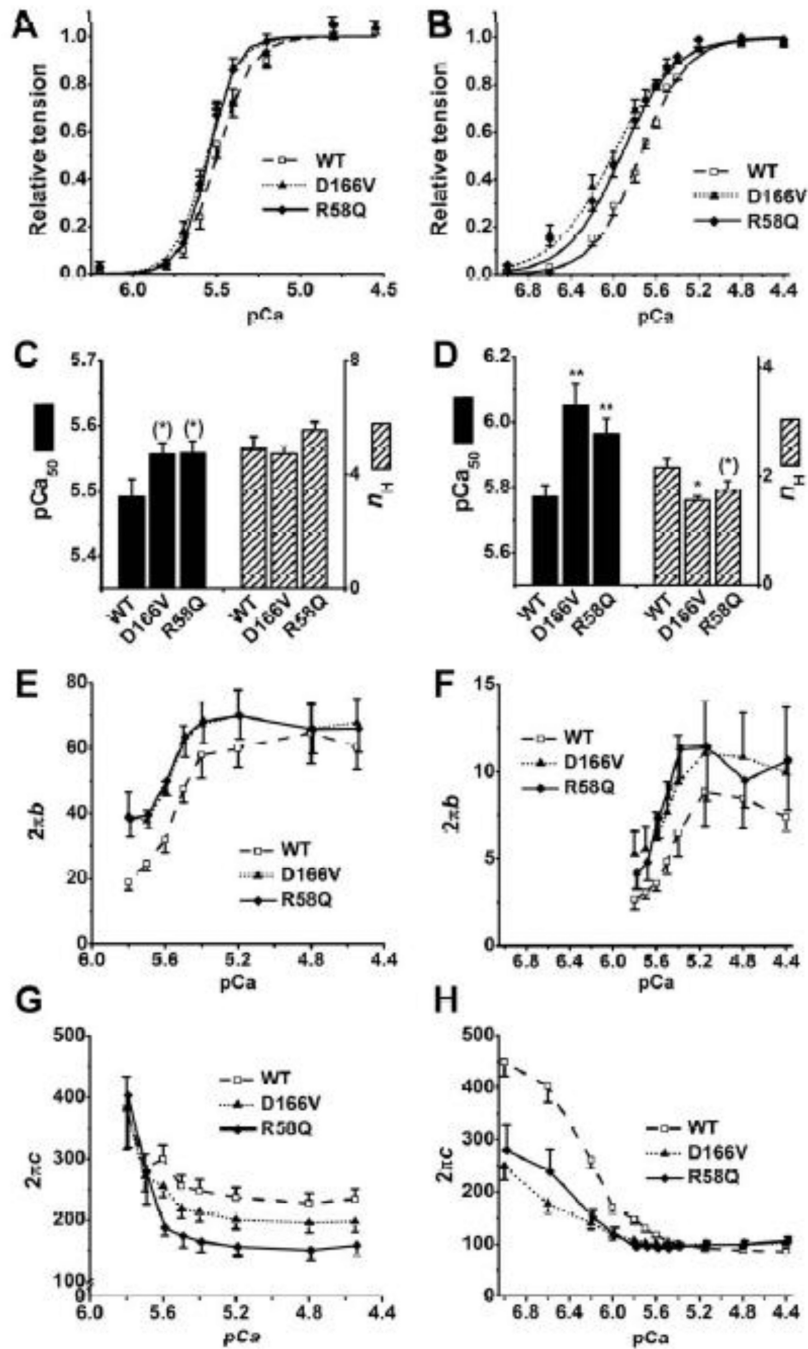 A
Relative tension
1.0
0.8
0.6
0.4
0.2
0.0
WT
D166V
R58Q
6.0 5.5 5.0 4.5
pCa
B
Relative tension
1.0
0.8
0.6
0.4
0.2
0.0
WT
D166V
R58Q
6.8 6.4 6.0 5.6 5.2 4.8 4.4
pCa
C
pCa50
5.7
5.6
5.5
5.4
(*) (*)
8
4
0
nH
WT D166V R58Q WT D166V R58Q
D
pCa50
6.2
6.0
5.8
5.6
** ** * (*)
4
2
0
nH
WT D166V R58Q WT D166V R58Q
E
2πb
80
60
40
20
0
WT
D166V
R58Q
6.0 5.6 5.2 4.8 4.4
pCa
F
2πb
15
10
5
0
WT
D166V
R58Q
6.8 6.4 6.0 5.6 5.2 4.8 4.4
pCa
G
2πc
500
400
300
200
100
0
WT
D166V
R58Q
6.0 5.6 5.2 4.8 4.4
pCa
H
2πc
500
400
300
200
100
0
WT
D166V
R58Q
6.8 6.4 6.0 5.6 5.2 4.8 4.4
pCa